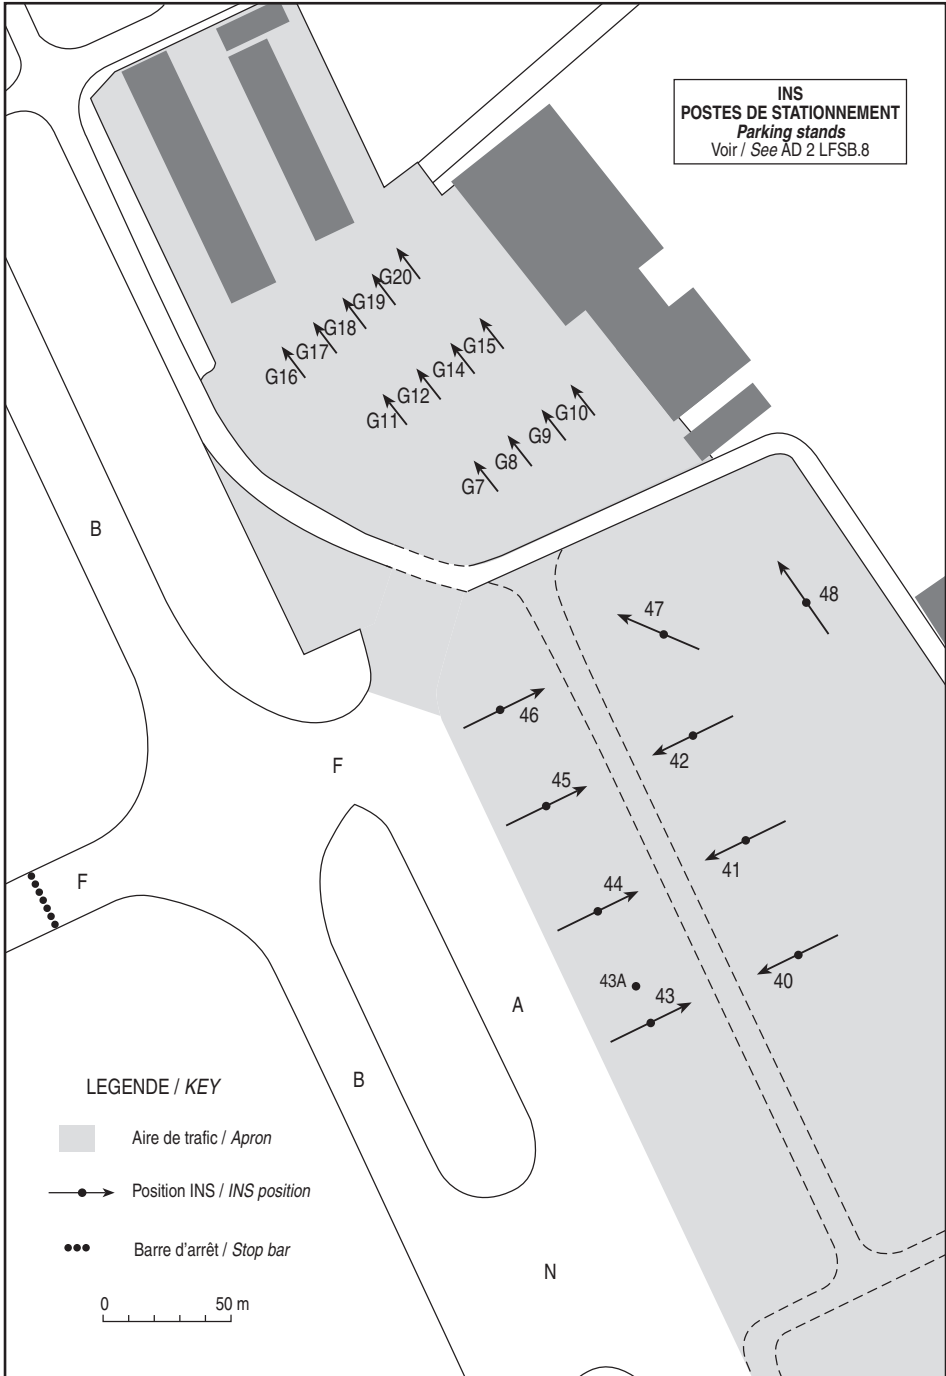 INS
POSTES DE STATIONNEMENT
Parking stands
Voir / See AD 2 LFSB.8
G20
G19
G18
G17
G16
G15
G14
G12
G11
G10
G9
G8
G7
B
48
47
46
42
F
45
41
F
44
43A
43
40
A
B
N
LEGENDE / KEY
Aire de trafic / Apron
Position INS / INS position
Barre d'arrêt / Stop bar
0 50 m